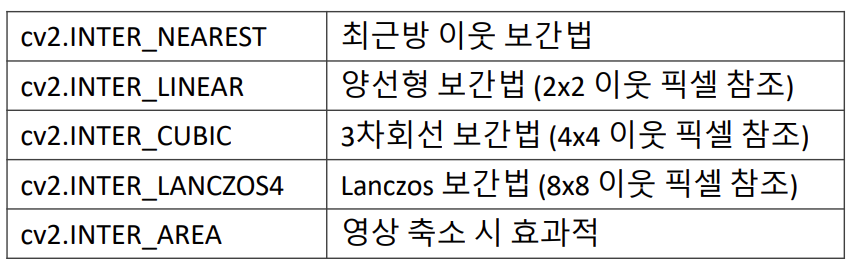 cv2.INTER_NEAREST 최근방 이웃 보간법
cv2.INTER_LINEAR 양선형 보간법 (2x2 이웃 픽셀 참조)
cv2.INTER_CUBIC 3차회선 보간법 (4x4 이웃 픽셀 참조)
cv2.INTER_LANCZOS4 Lanczos 보간법 (8x8 이웃 픽셀 참조)
cv2.INTER_AREA 영상 축소 시 효과적